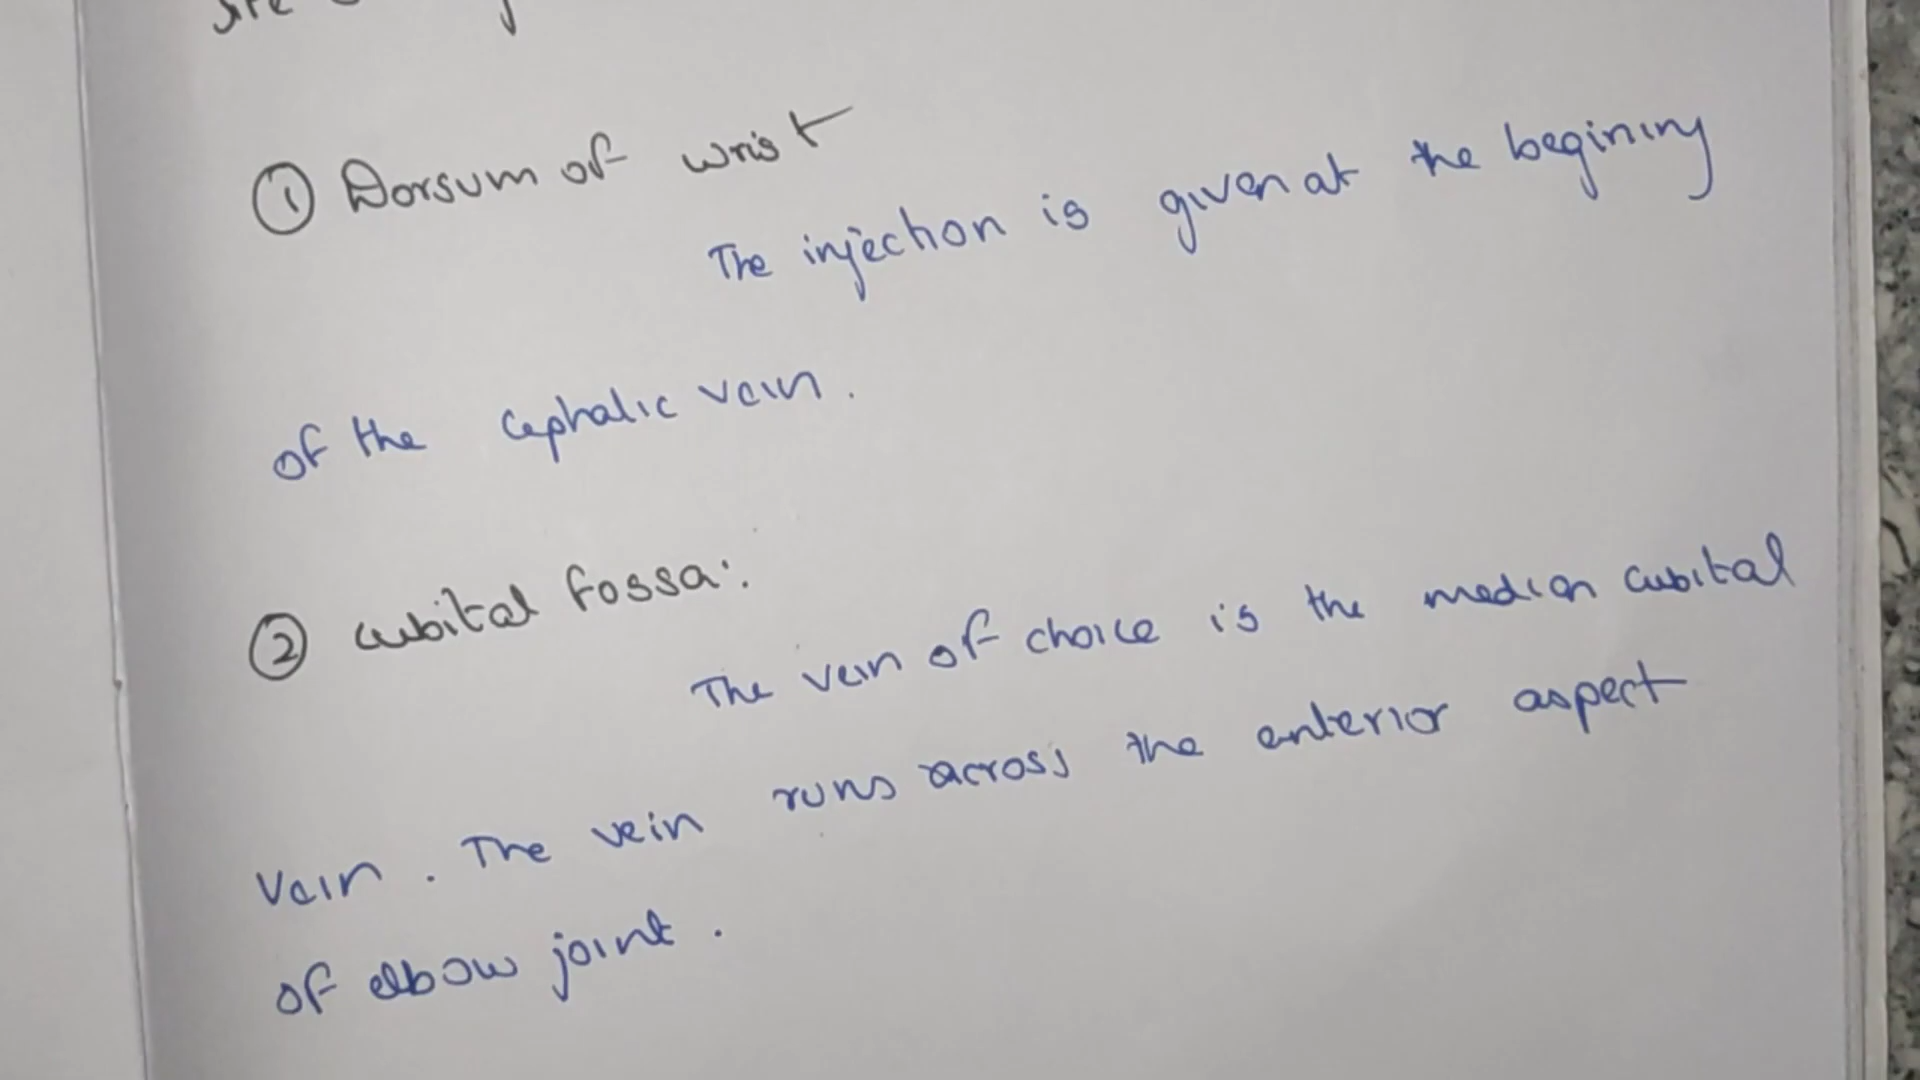 ① Dorsum of wrist
The injection is given at the begining
of the cephalic vein.
② cubital fossa:.
The vein of choice is the median cubital
vein. The vein runs across the anterior aspect
of elbow joint.